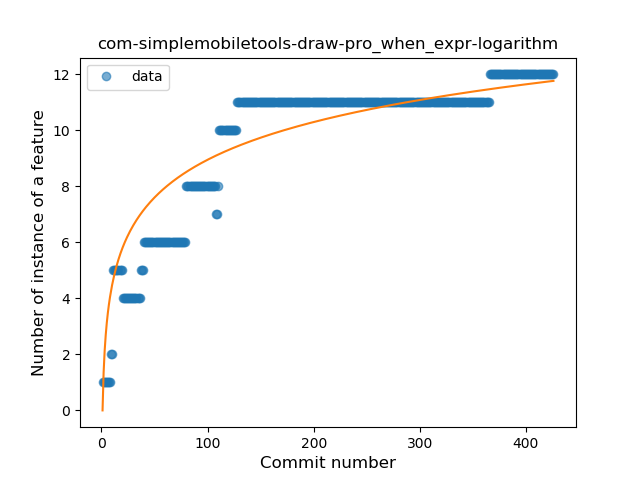 com-simplemobiletools-draw-pro_when_expr-logarithm
data
12
10
8
6
4
2
0
Number of instance of a feature
0 100 200 300 400
Commit number